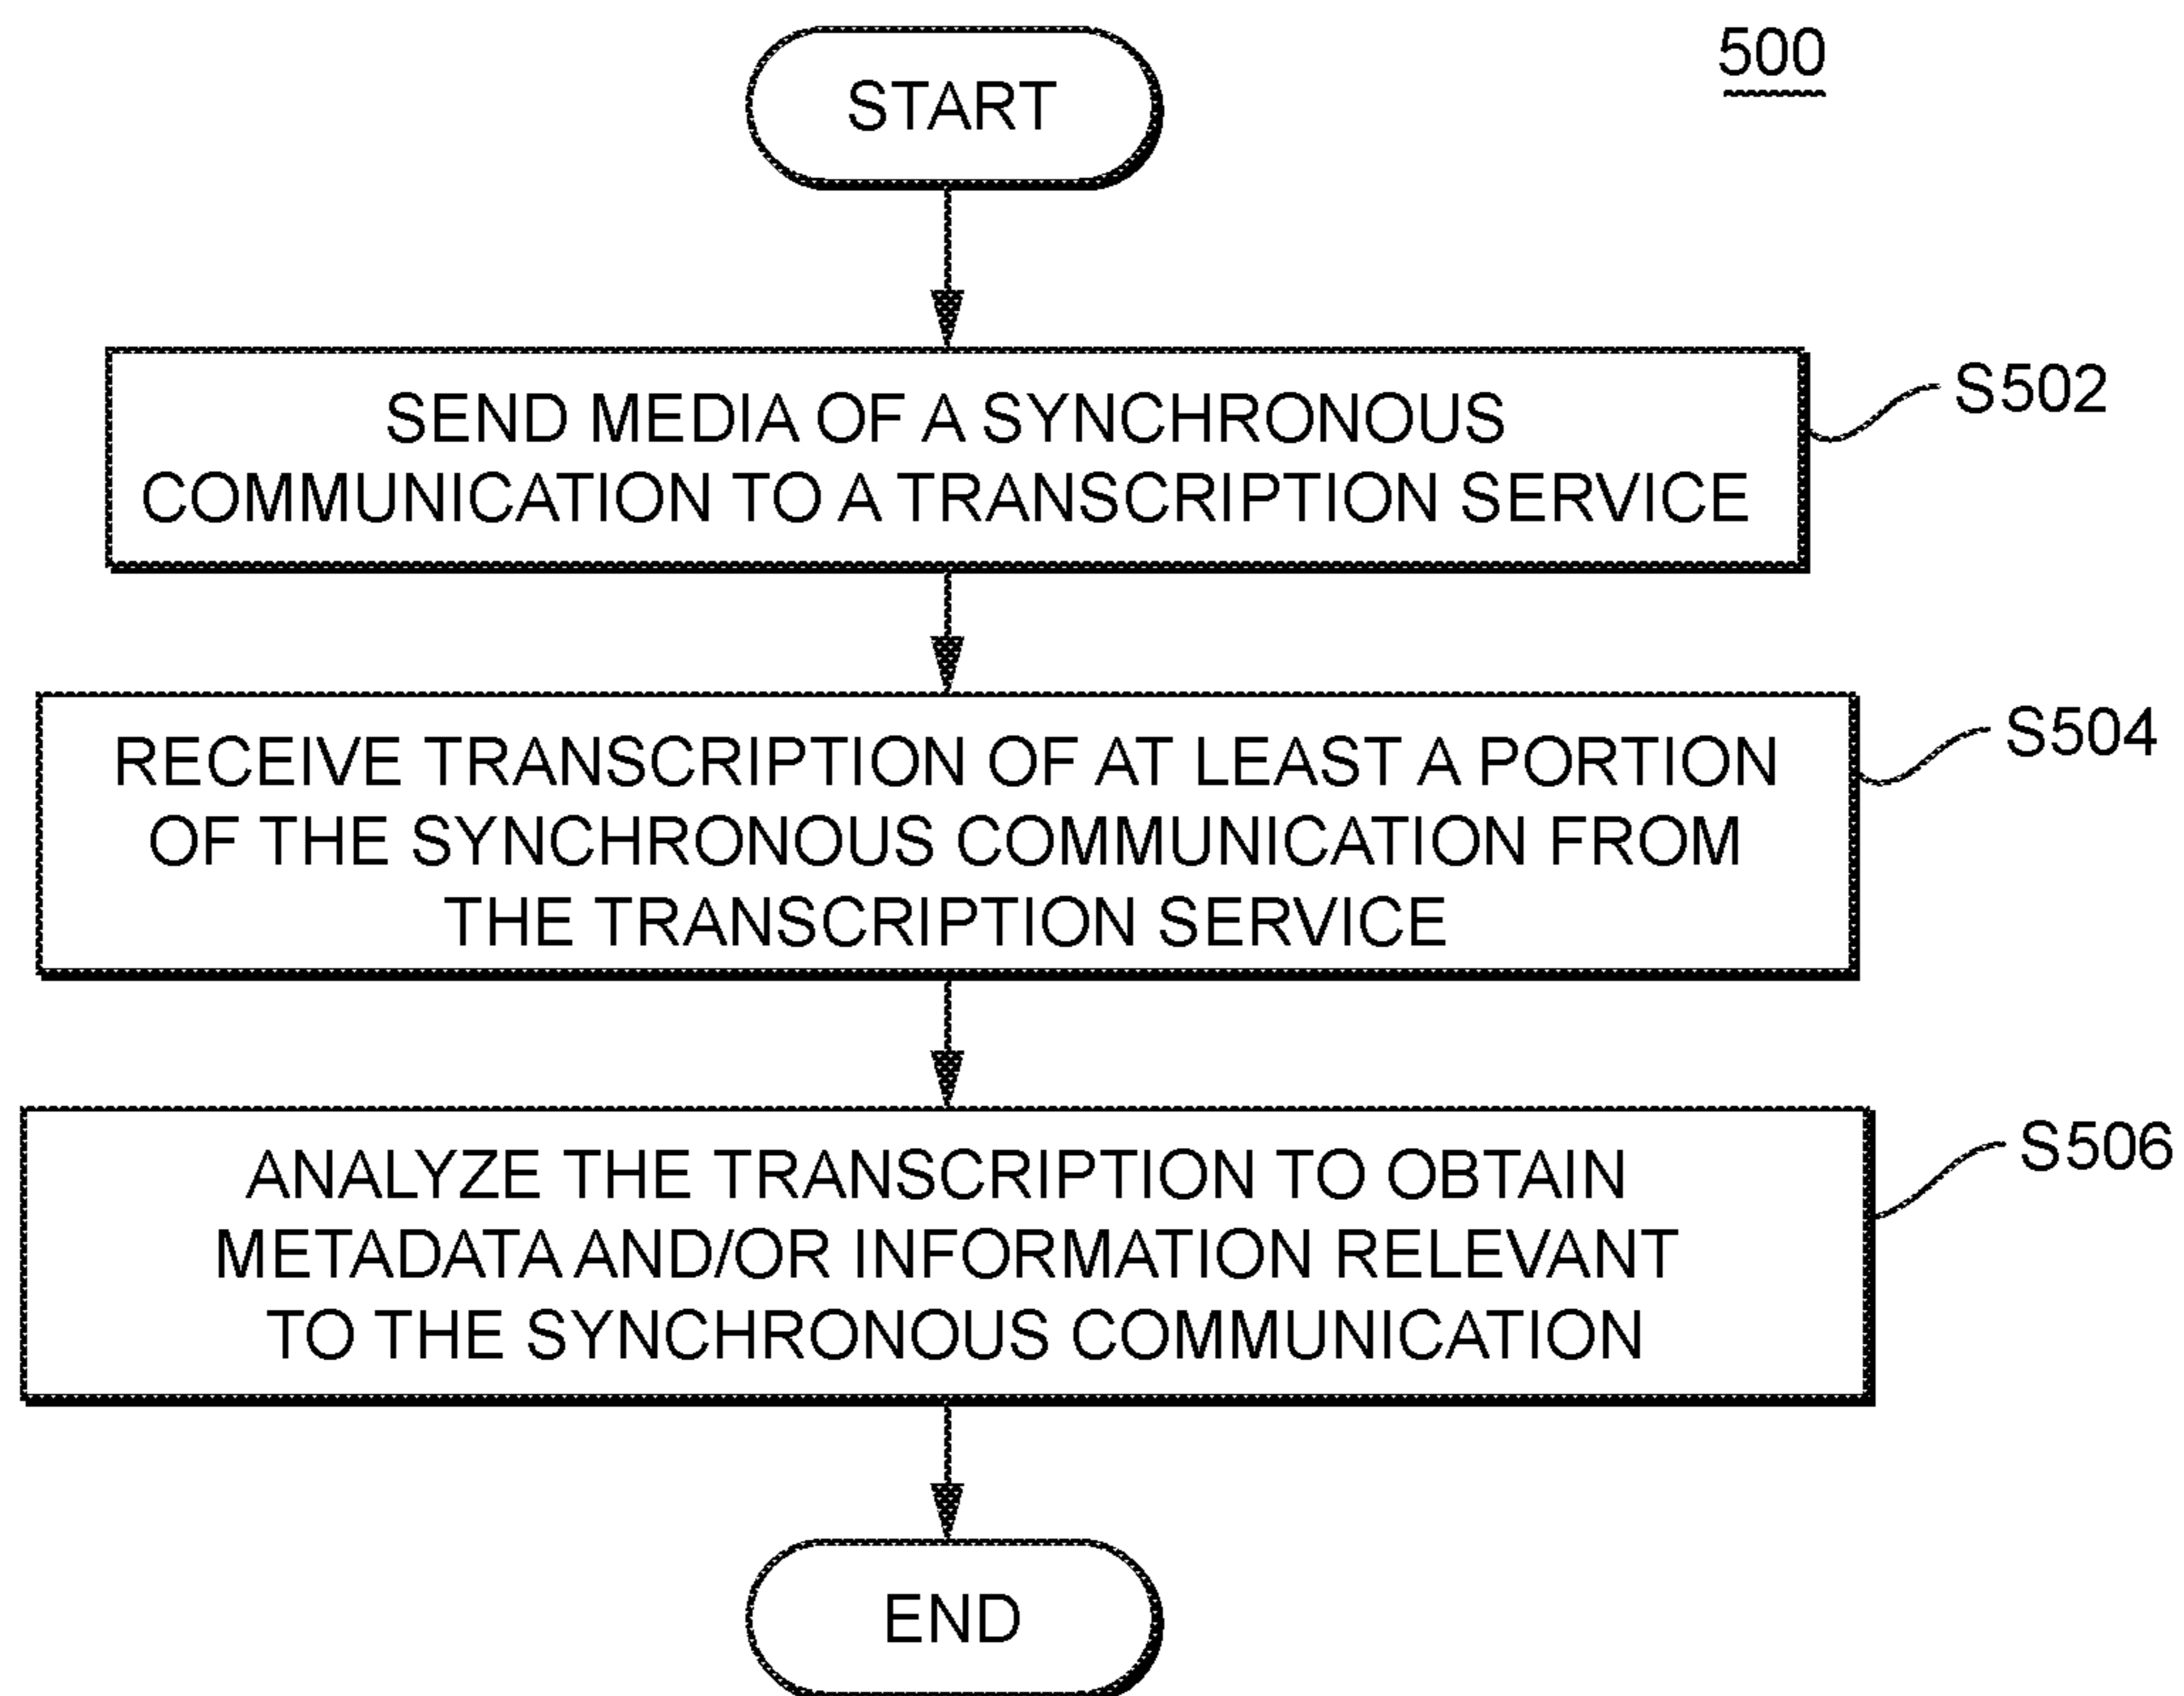 500
START
SEND MEDIA OF A SYNCHRONOUS
COMMUNICATION TO A TRANSCRIPTION SERVICE
S502
RECEIVE TRANSCRIPTION OF AT LEAST A PORTION
OF THE SYNCHRONOUS COMMUNICATION FROM
THE TRANSCRIPTION SERVICE
S504
ANALYZE THE TRANSCRIPTION TO OBTAIN
METADATA AND/OR INFORMATION RELEVANT
TO THE SYNCHRONOUS COMMUNICATION
S506
END